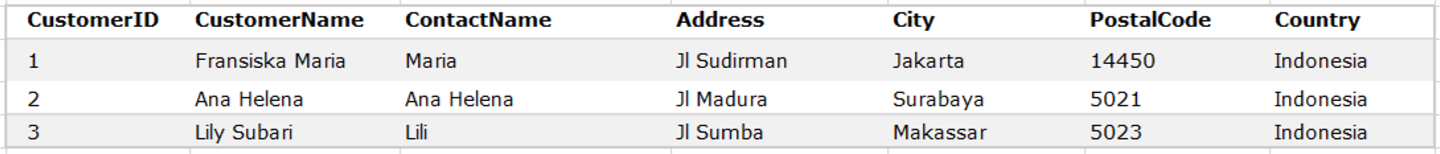 CustomerID CustomerName ContactName Address City PostalCode Country
1 Fransiska Maria Maria Jl Sudirman Jakarta 14450 Indonesia
2 Ana Helena Ana Helena Jl Madura Surabaya 5021 Indonesia
3 Lily Subari Lili Jl Sumba Makassar 5023 Indonesia